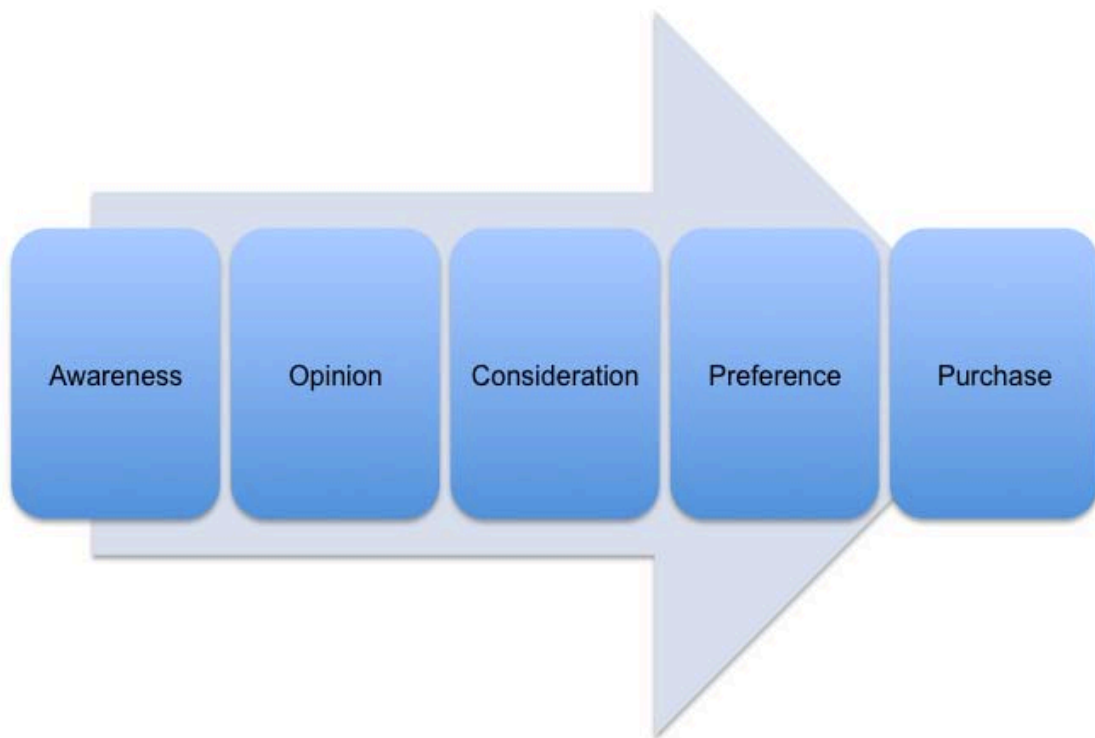 Awareness
Opinion
Consideration
Preference
Purchase